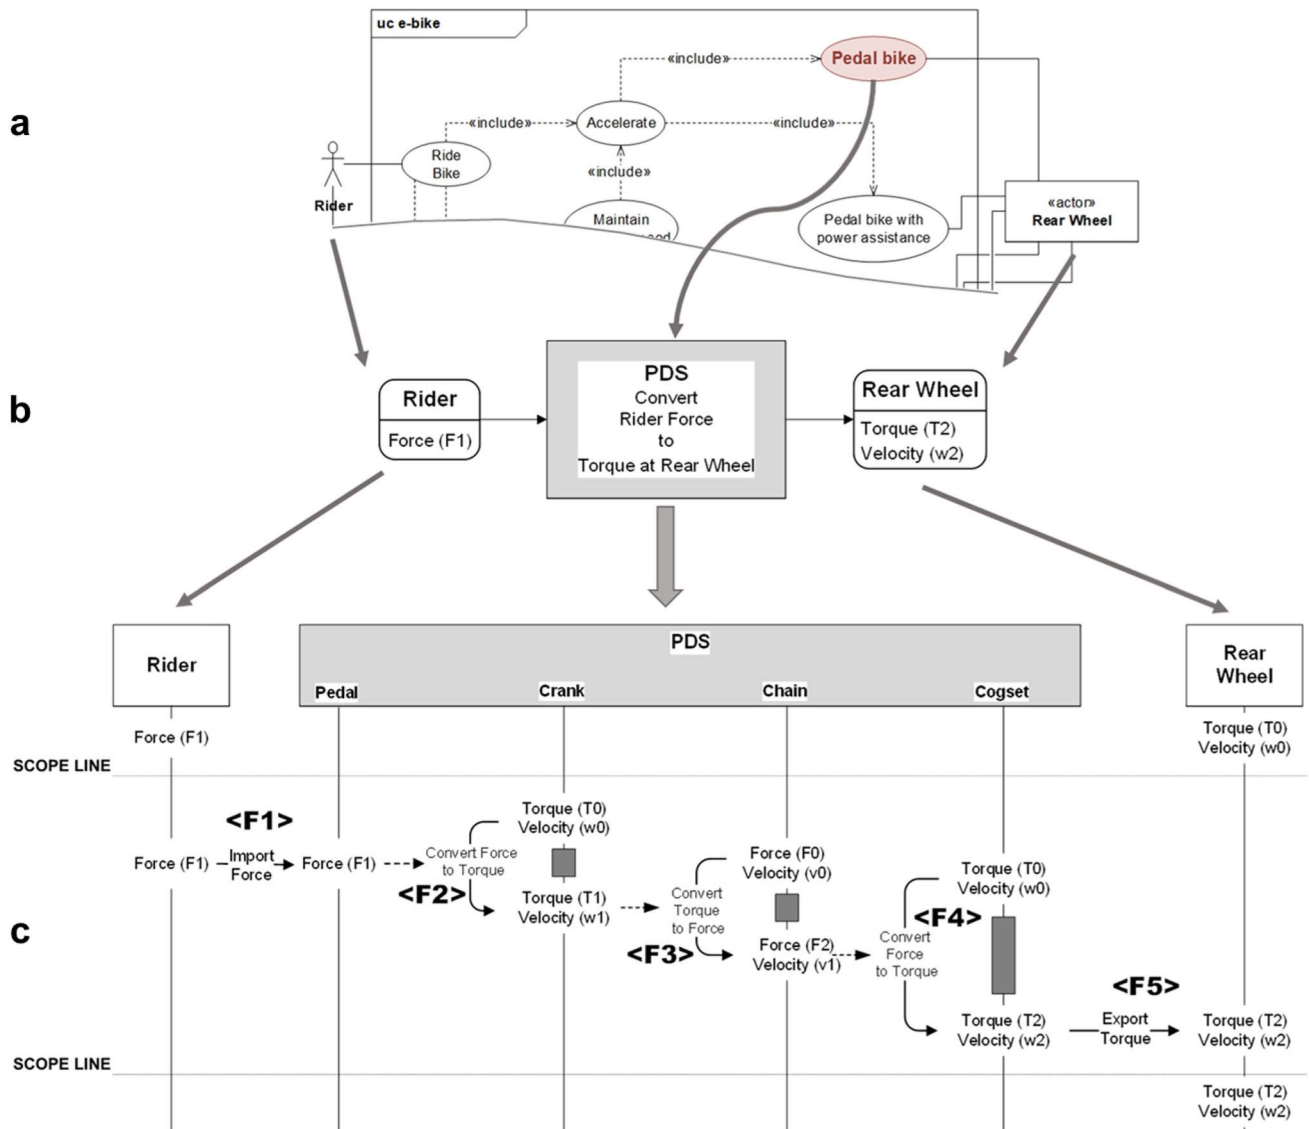 uc e-bike
«include»
Pedal bike
a
«include»
Accelerate
«include»
Ride
Bike
«include»
Rider
Maintain
Pedal bike with
power assistance
«actor»
Rear Wheel
b
Rider
Force (F1)
PDS
Convert
Rider Force
to
Torque at Rear Wheel
Rear Wheel
Torque (T2)
Velocity (w2)
Rider
PDS
Pedal
Crank
Chain
Cogset
Rear
Wheel
Force (F1)
Torque (T0)
Velocity (w0)
SCOPE LINE
<F1>
Force (F1)
Import
Force
Force (F1)
Convert Force
to Torque
<F2>
Torque (T0)
Velocity (w0)
Torque (T1)
Velocity (w1)
c
Convert
Torque
to Force
<F3>
Force (F0)
Velocity (v0)
Force (F2)
Velocity (v1)
<F4>
Convert
Force
to Torque
Torque (T0)
Velocity (w0)
Torque (T2)
Velocity (w2)
<F5>
Export
Torque
Torque (T2)
Velocity (w2)
SCOPE LINE
Torque (T2)
Velocity (w2)